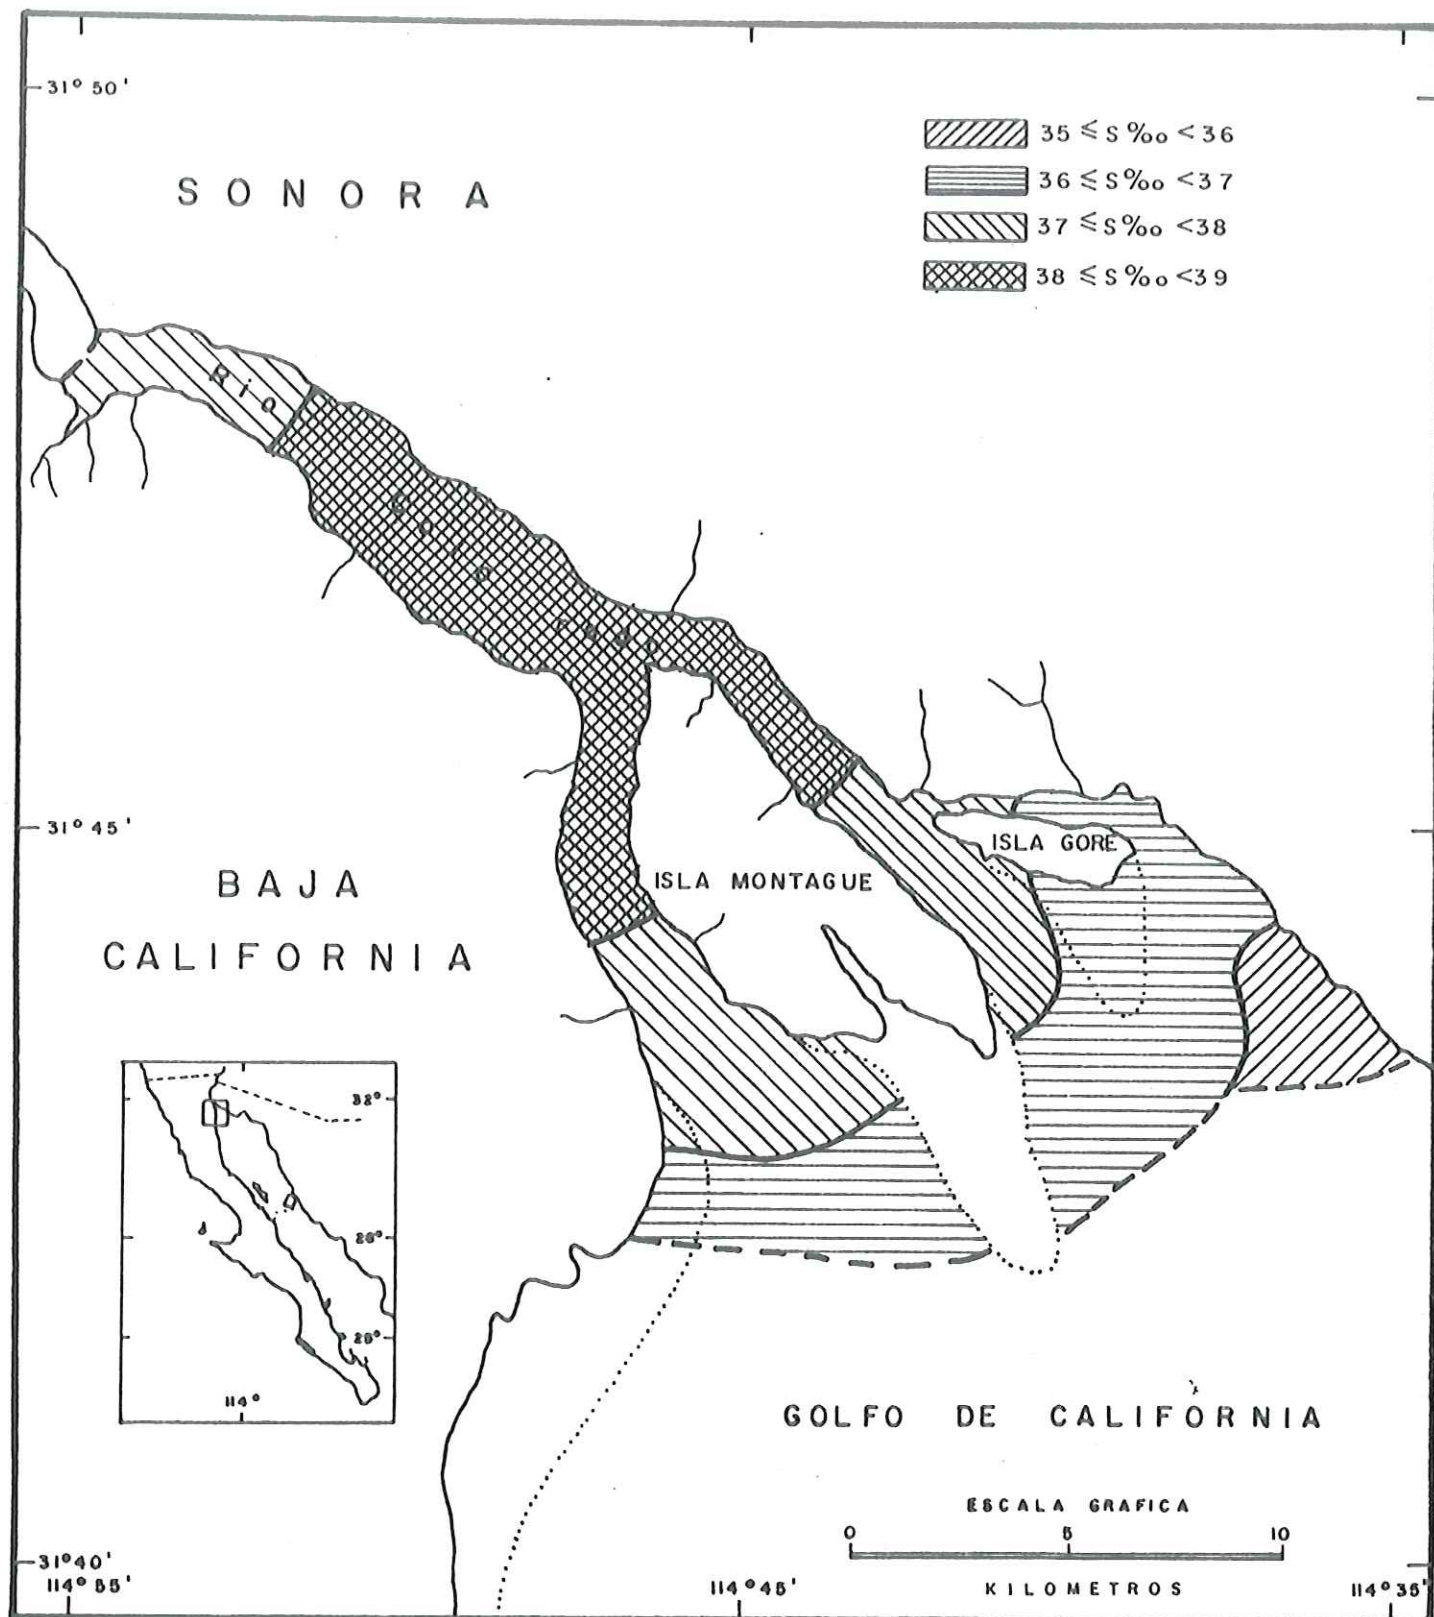 31° 50'
35 ≤ S ‰ < 36
36 ≤ S ‰ < 37
37 ≤ S ‰ < 38
38 ≤ S ‰ < 39
SONORA
Río
Colorado
31° 45'
ISLA GORE
ISLA MONTAGUE
BAJA
CALIFORNIA
32°
114°
GOLFO DE CALIFORNIA
ESCALA GRAFICA
0 5 10
KILOMETROS
31° 40'
114° 55' 114° 45' 114° 35'